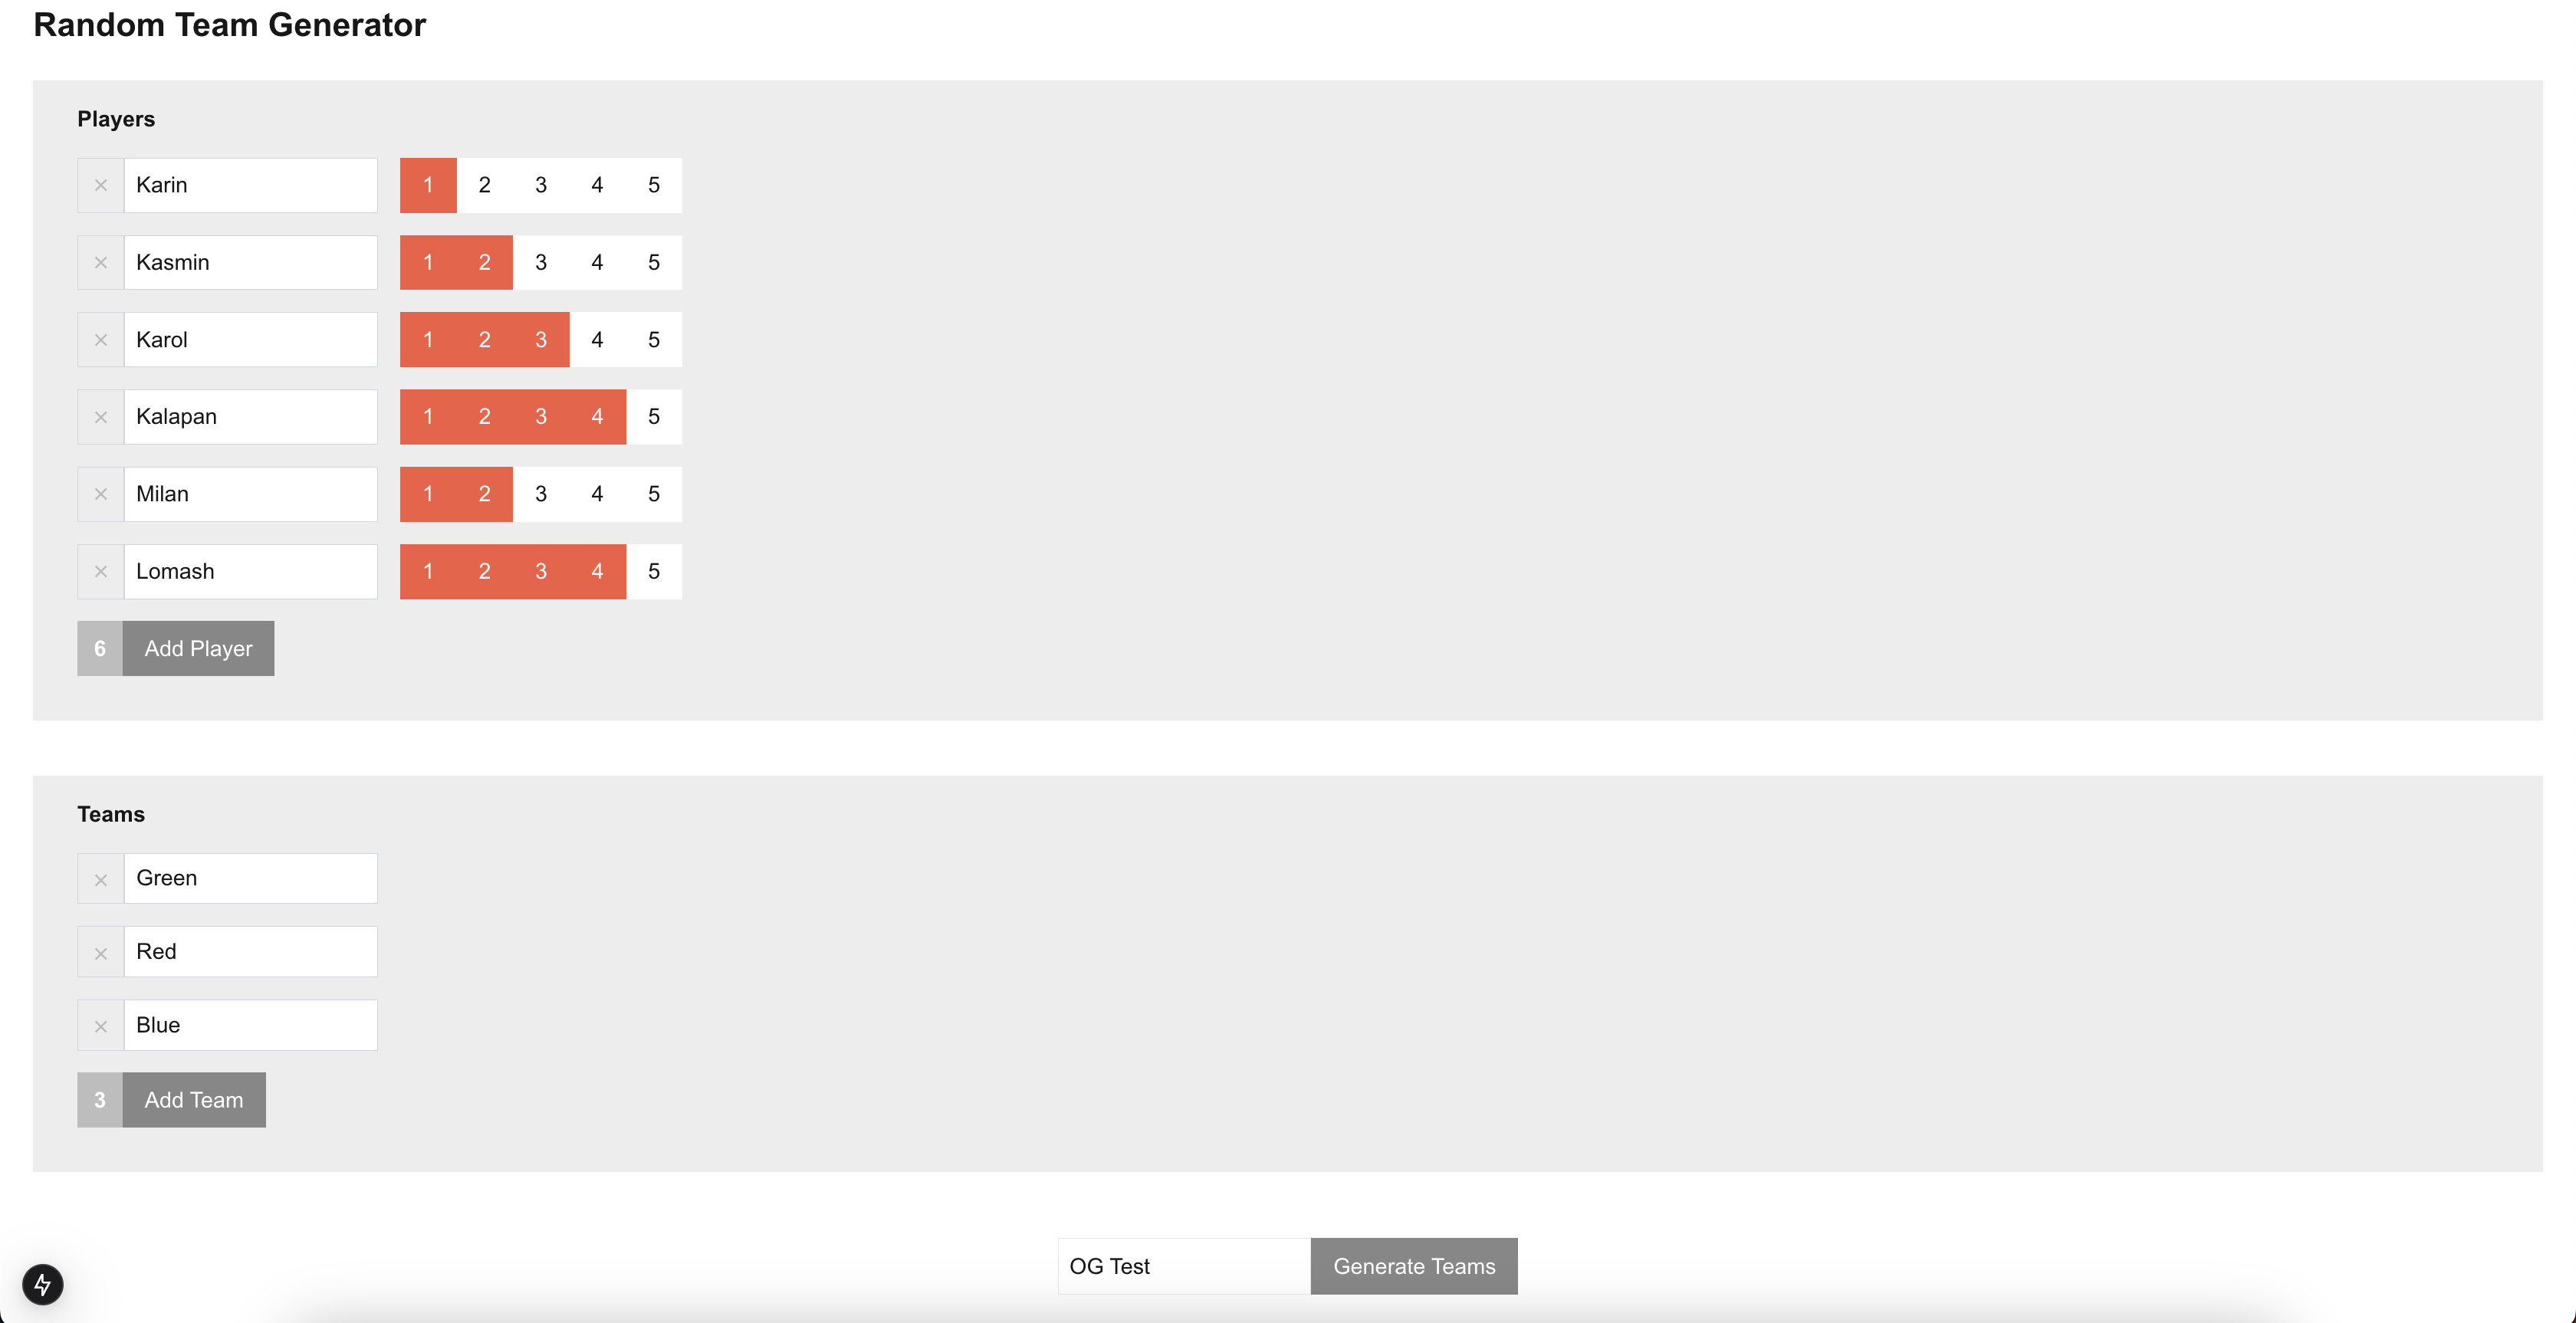 Random Team Generator
Players
× Karin 1 2 3 4 5
× Kasmin 1 2 3 4 5
× Karol 1 2 3 4 5
× Kalapan 1 2 3 4 5
× Milan 1 2 3 4 5
× Lomash 1 2 3 4 5
6 Add Player
Teams
× Green
× Red
× Blue
3 Add Team
OG Test Generate Teams